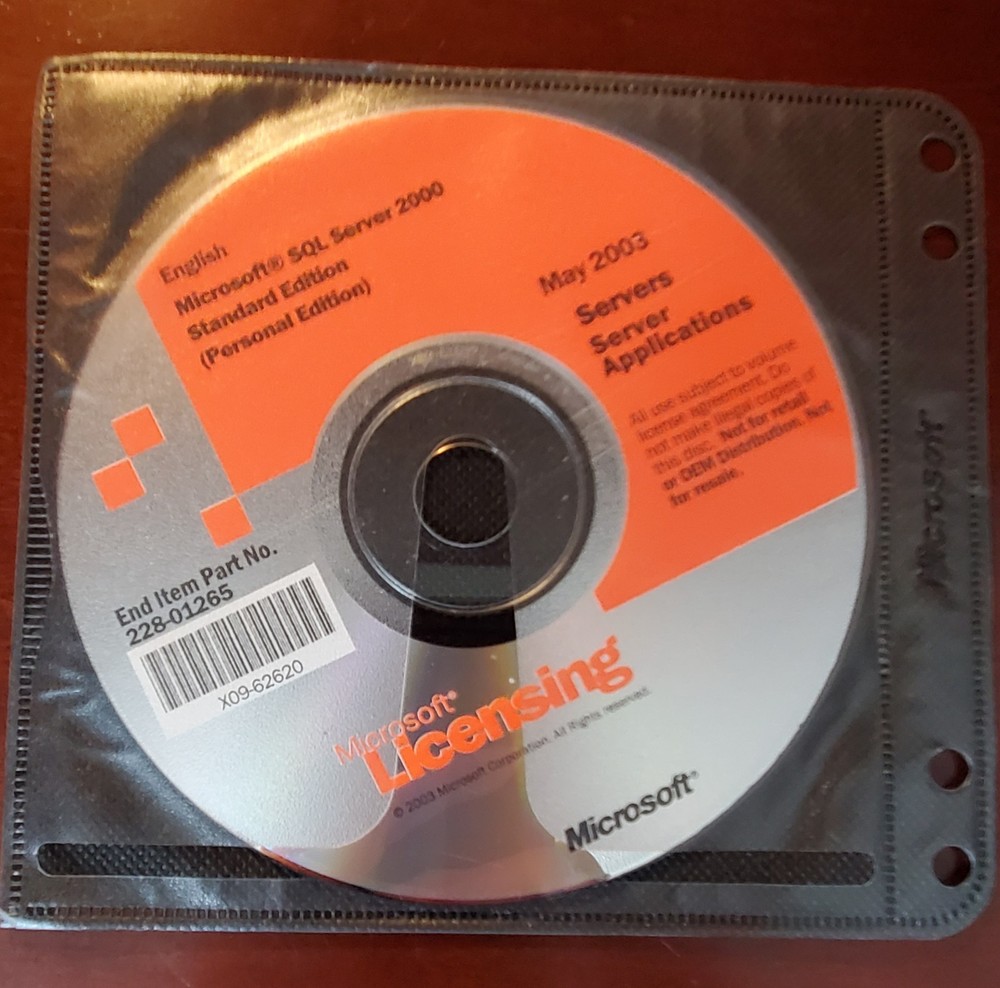 English
Microsoft® SQL Server 2000
Standard Edition
(Personal Edition)
May 2003
Servers
Server
Applications
All use subject to volume
license agreement. Do
not make illegal copies of
this disc. Not for retail
or OEM Distribution. Not
for resale.
End Item Part No.
228-01265
X09-62620
Microsoft®
Licensing
© 2003 Microsoft Corporation. All Rights reserved.
Microsoft®
Microsoft